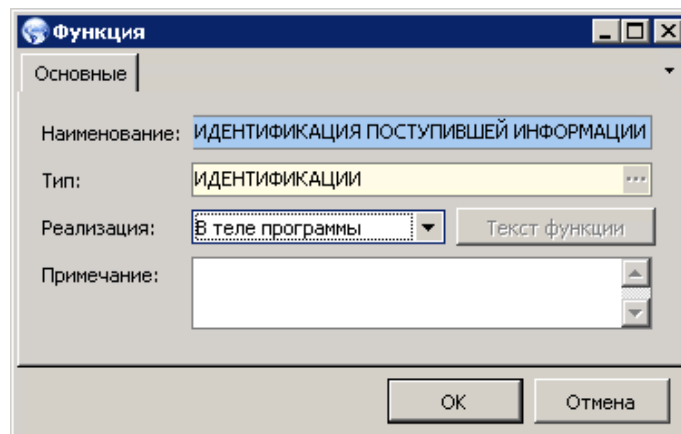 Функция
Основные
Наименование: ИДЕНТИФИКАЦИЯ ПОСТУПИВШЕЙ ИНФОРМАЦИИ
Тип: ИДЕНТИФИКАЦИИ ...
Реализация: В теле программы Текст функции
Примечание:
OK Отмена